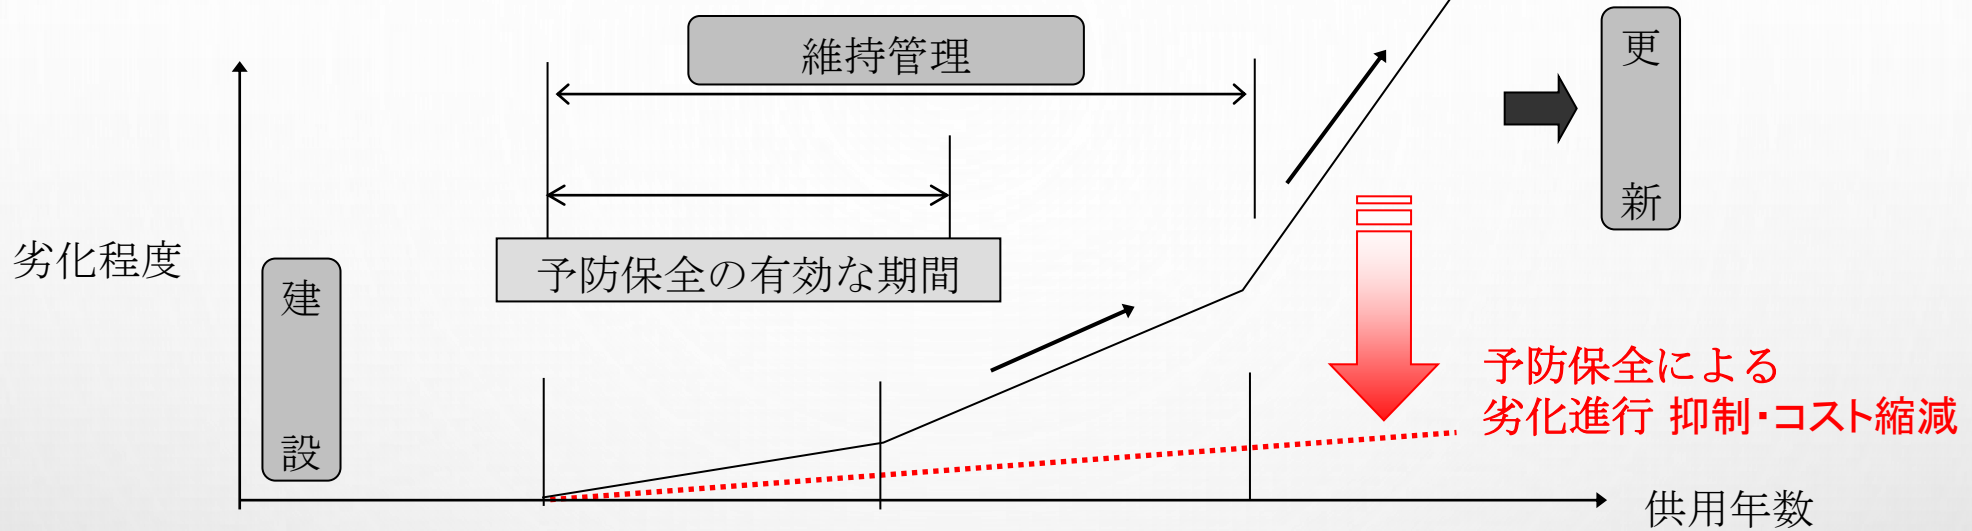 維持管理
更新
予防保全の有効な期間
劣化程度
建設
予防保全による
劣化進行 抑制・コスト縮減
供用年数